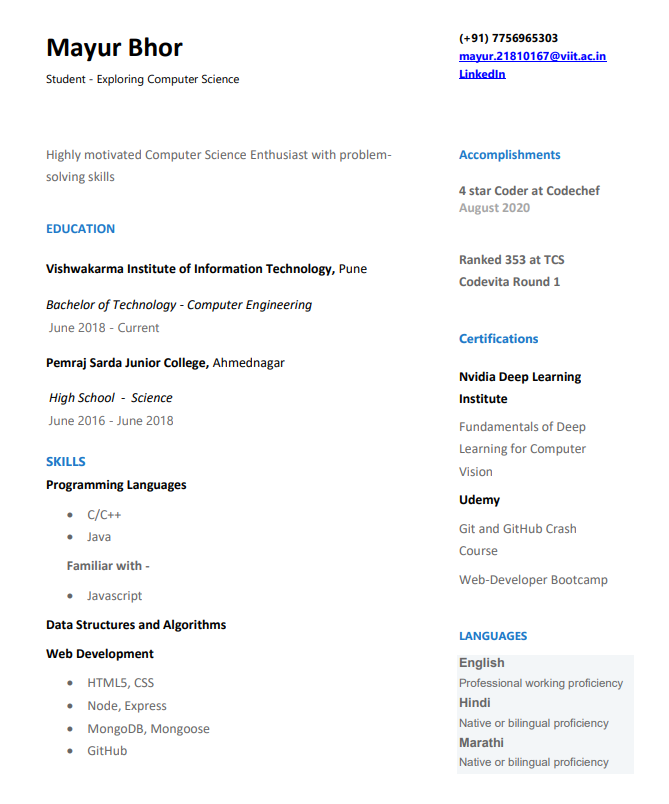 Mayur Bhor
Student - Exploring Computer Science
(+91) 7756965303
mayur.21810167@viit.ac.in
LinkedIn
Highly motivated Computer Science Enthusiast with problem-
solving skills
EDUCATION
Vishwakarma Institute of Information Technology, Pune
Bachelor of Technology - Computer Engineering
June 2018 - Current
Pemraj Sarda Junior College, Ahmednagar
High School - Science
June 2016 - June 2018
SKILLS
Programming Languages
• C/C++
• Java
Familiar with -
• Javascript
Data Structures and Algorithms
Web Development
• HTML5, CSS
• Node, Express
• MongoDB, Mongoose
• GitHub
Accomplishments
4 star Coder at Codechef
August 2020
Ranked 353 at TCS
Codevita Round 1
Certifications
Nvidia Deep Learning
Institute
Fundamentals of Deep
Learning for Computer
Vision
Udemy
Git and GitHub Crash
Course
Web-Developer Bootcamp
LANGUAGES
English
Professional working proficiency
Hindi
Native or bilingual proficiency
Marathi
Native or bilingual proficiency